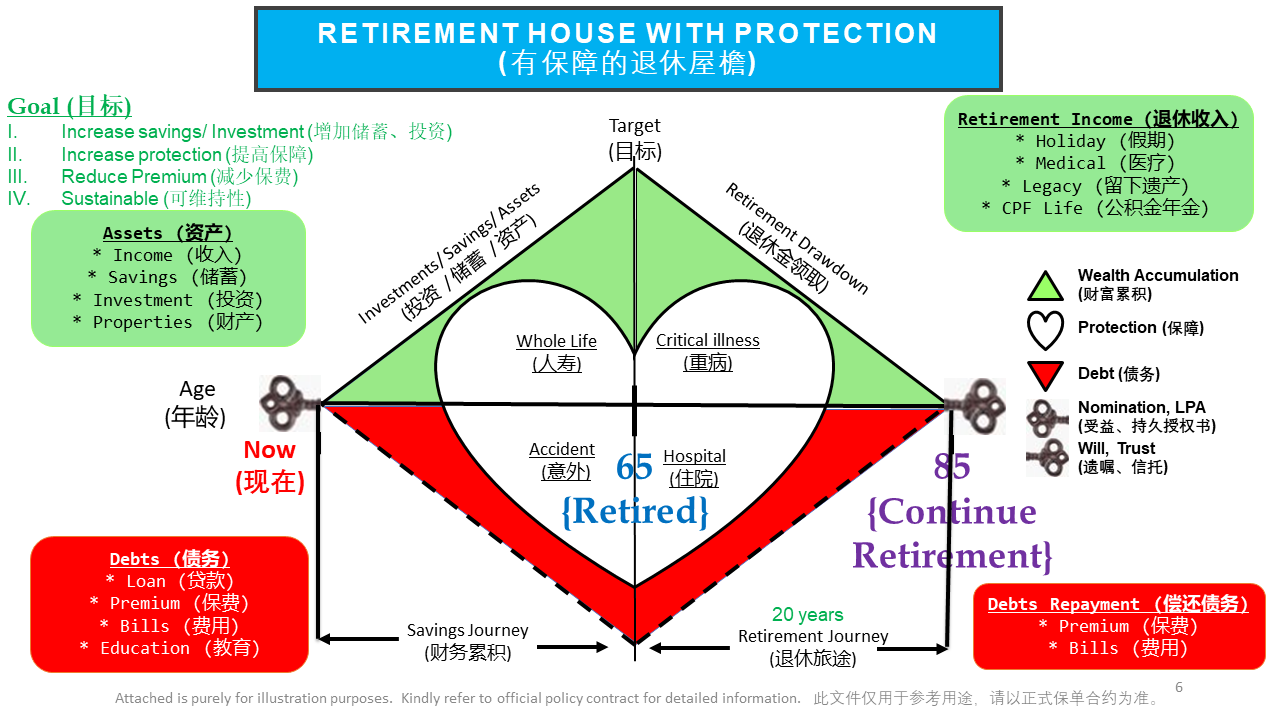 RETIREMENT HOUSE WITH PROTECTION
(有保障的退休屋檐)
Goal (目标)
I. Increase savings/ Investment (增加储蓄、投资)
II. Increase protection (提高保障)
III. Reduce Premium (减少保费)
IV. Sustainable (可维持性)
Assets (资产)
* Income (收入)
* Savings (储蓄)
* Investment (投资)
* Properties (财产)
Target
(目标)
Investments/ Savings/ Assets
(投资 / 储蓄 / 资产)
Retirement Drawdown
(退休金领取)
Retirement Income (退休收入)
* Holiday (假期)
* Medical (医疗)
* Legacy (留下遗产)
* CPF Life (公积金年金)
Wealth Accumulation
(财富累积)
Protection (保障)
Debt (债务)
Nomination, LPA
(受益、持久授权书)
Will, Trust
(遗嘱、信托)
Whole Life
(人寿)
Critical illness
(重病)
Age
(年龄)
Now
(现在)
Accident
(意外)
Hospital
(住院)
65
{Retired}
85
{Continue
Retirement}
Debts (债务)
* Loan (贷款)
* Premium (保费)
* Bills (费用)
* Education (教育)
Savings Journey
(财务累积)
20 years
Retirement Journey
(退休旅途)
Debts Repayment (偿还债务)
* Premium (保费)
* Bills (费用)
Attached is purely for illustration purposes. Kindly refer to official policy contract for detailed information. 此文件仅用于参考用途，请以正式保单合约为准。
6